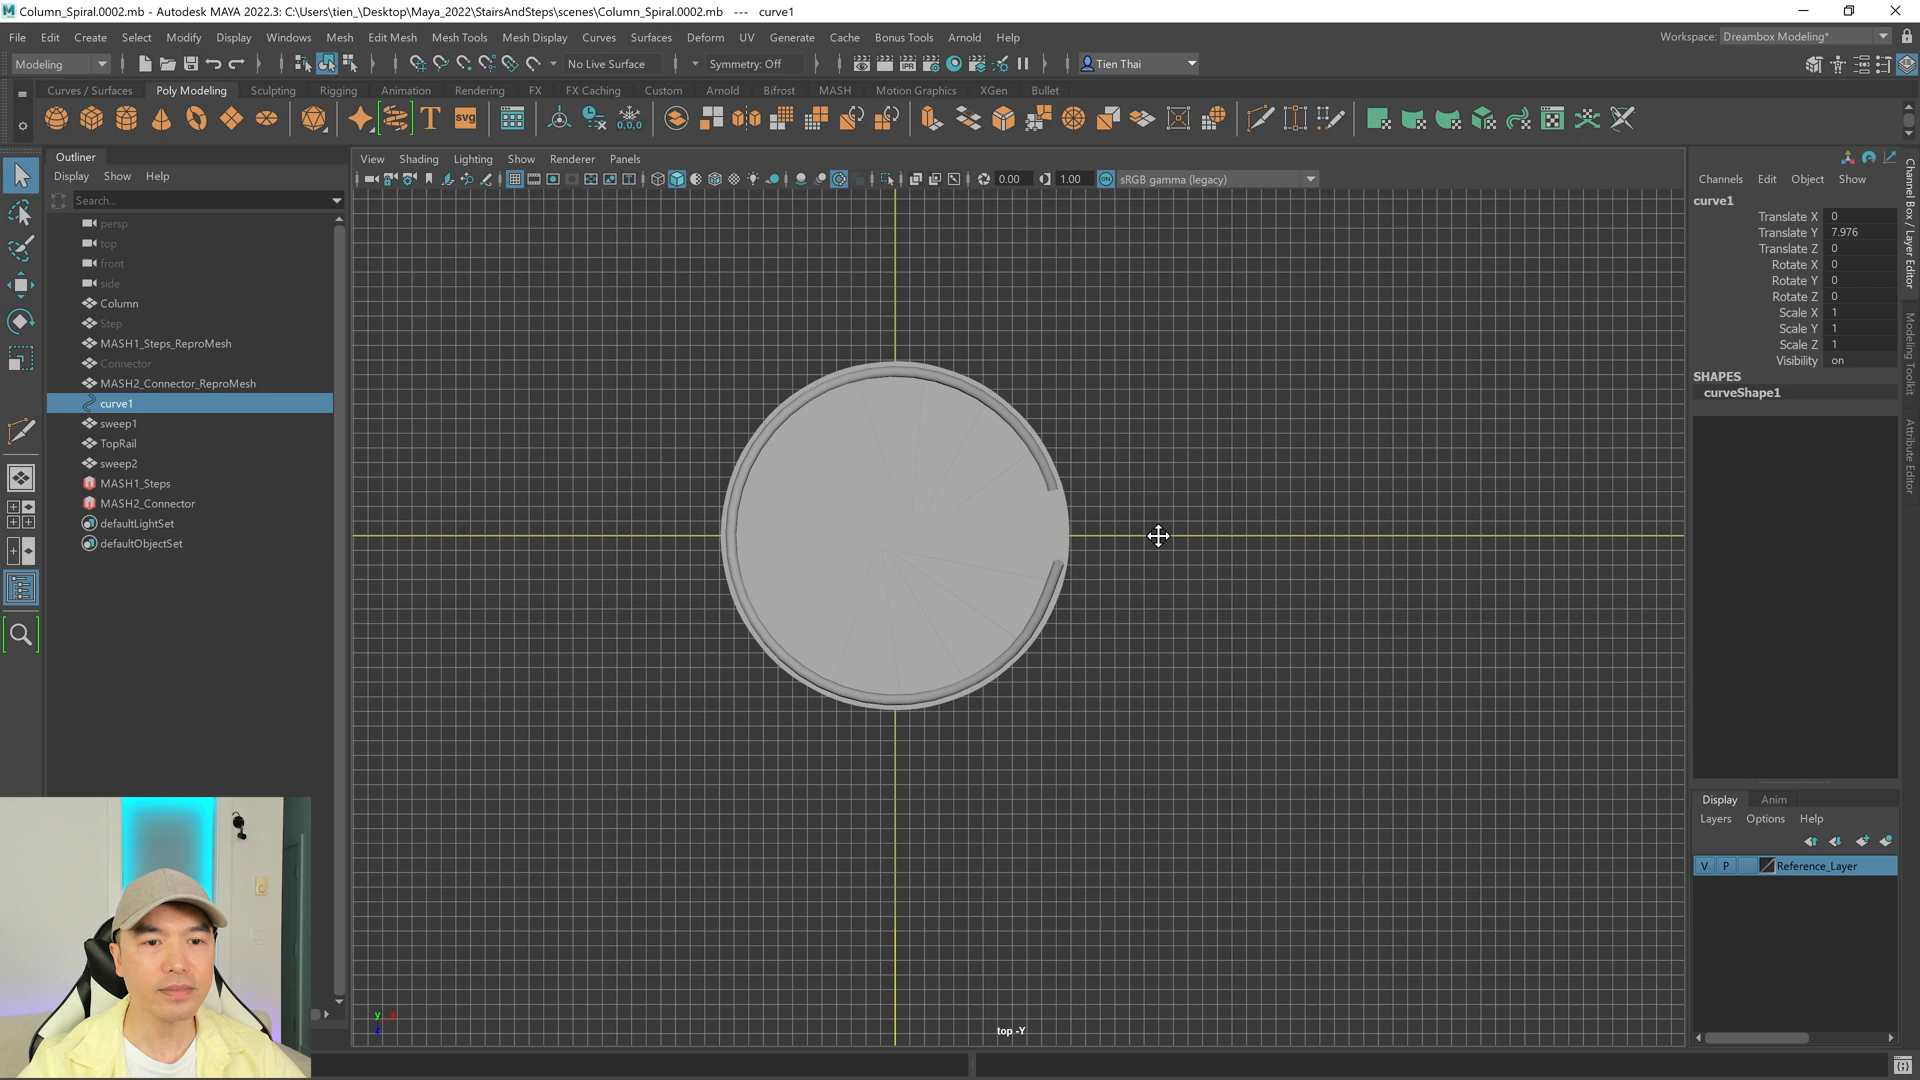 Column_Spiral.0002.mb - Autodesk MAYA 2022.3: C:\Users\tien_\Desktop\Maya_2022\StairsAndSteps\scenes\Column_Spiral.0002.mb --- curve1
File Edit Create Select Modify Display Windows Mesh Edit Mesh Mesh Tools Mesh Display Curves Surfaces Deform UV Generate Cache Bonus Tools Arnold Help
Workspace: Dreambox Modeling*
Modeling No Live Surface Symmetry: Off Tien Thai
Curves / Surfaces Poly Modeling Sculpting Rigging Animation Rendering FX FX Caching Custom Arnold Bifrost MASH Motion Graphics XGen Bullet
T SVG 0,0,0
Outliner
Display Show Help
Search...
persp
top
front
side
Column
Step
MASH1_Steps_ReproMesh
Connector
MASH2_Connector_ReproMesh
curve1
sweep1
TopRail
sweep2
MASH1_Steps
MASH2_Connector
defaultLightSet
defaultObjectSet
View Shading Lighting Show Renderer Panels
0.00 1.00 ON sRGB gamma (legacy)
y x
z
top -Y
Channels Edit Object Show
curve1
Translate X 0
Translate Y 7.976
Translate Z 0
Rotate X 0
Rotate Y 0
Rotate Z 0
Scale X 1
Scale Y 1
Scale Z 1
Visibility on
SHAPES
curveShape1
Display Anim
Layers Options Help
V P Reference_Layer
Channel Box / Layer Editor
Modeling Toolkit
Attribute Editor